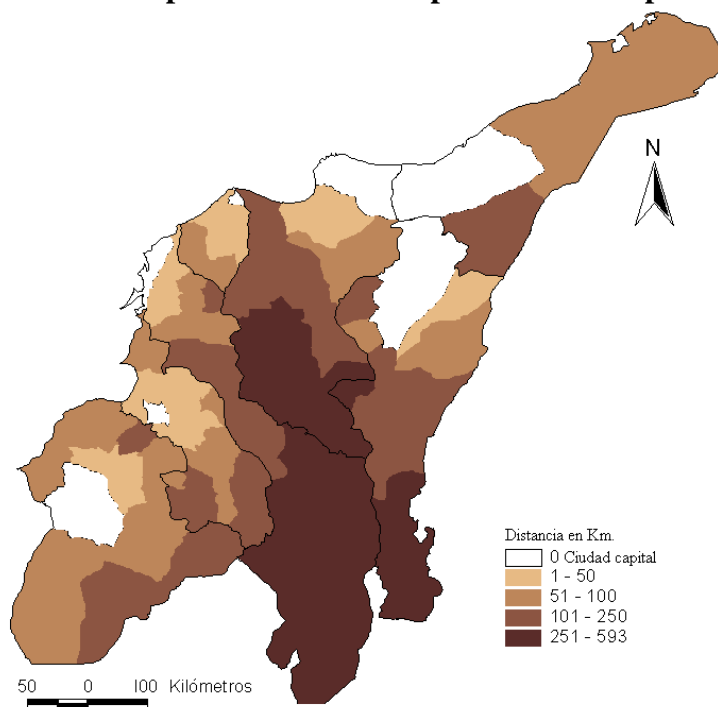 N
Distancia en Km.
0 Ciudad capital
1 - 50
51 - 100
101 - 250
251 - 593
50 0 100 Kilómetros